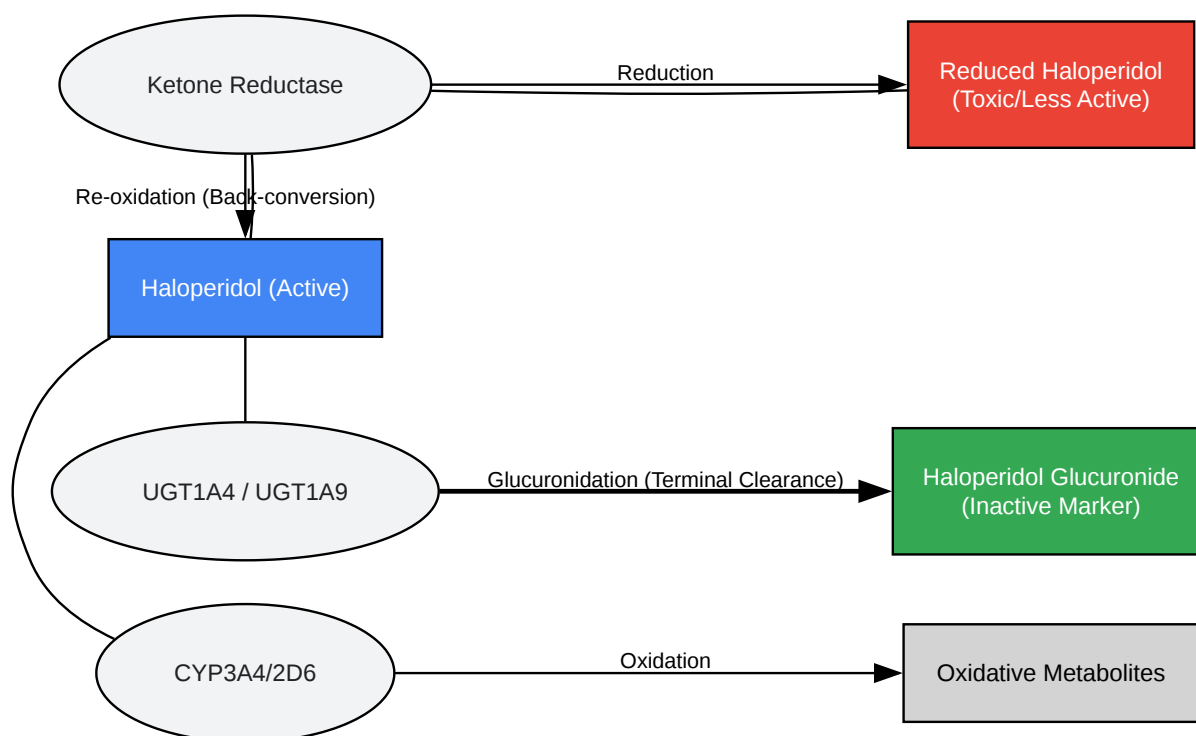 Ketone Reductase
Reduction
Reduced Haloperidol
(Toxic/Less Active)
Re-oxidation (Back-conversion)
Haloperidol (Active)
UGT1A4 / UGT1A9
Glucuronidation (Terminal Clearance)
Haloperidol Glucuronide
(Inactive Marker)
CYP3A4/2D6
Oxidation
Oxidative Metabolites